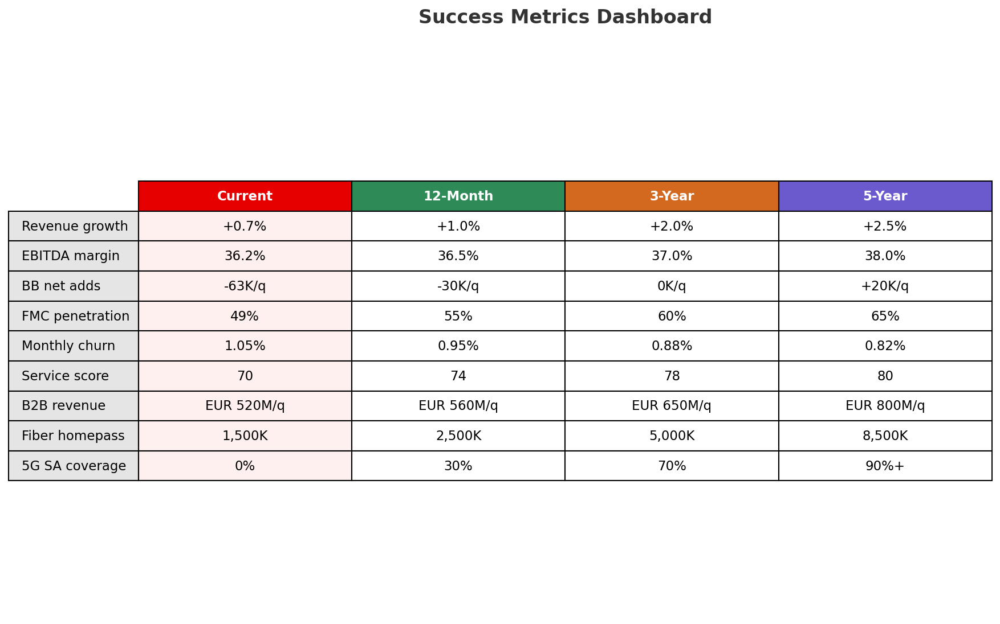 Success Metrics Dashboard
Current 12-Month 3-Year 5-Year
Revenue growth +0.7% +1.0% +2.0% +2.5%
EBITDA margin 36.2% 36.5% 37.0% 38.0%
BB net adds -63K/q -30K/q 0K/q +20K/q
FMC penetration 49% 55% 60% 65%
Monthly churn 1.05% 0.95% 0.88% 0.82%
Service score 70 74 78 80
B2B revenue EUR 520M/q EUR 560M/q EUR 650M/q EUR 800M/q
Fiber homepass 1,500K 2,500K 5,000K 8,500K
5G SA coverage 0% 30% 70% 90%+